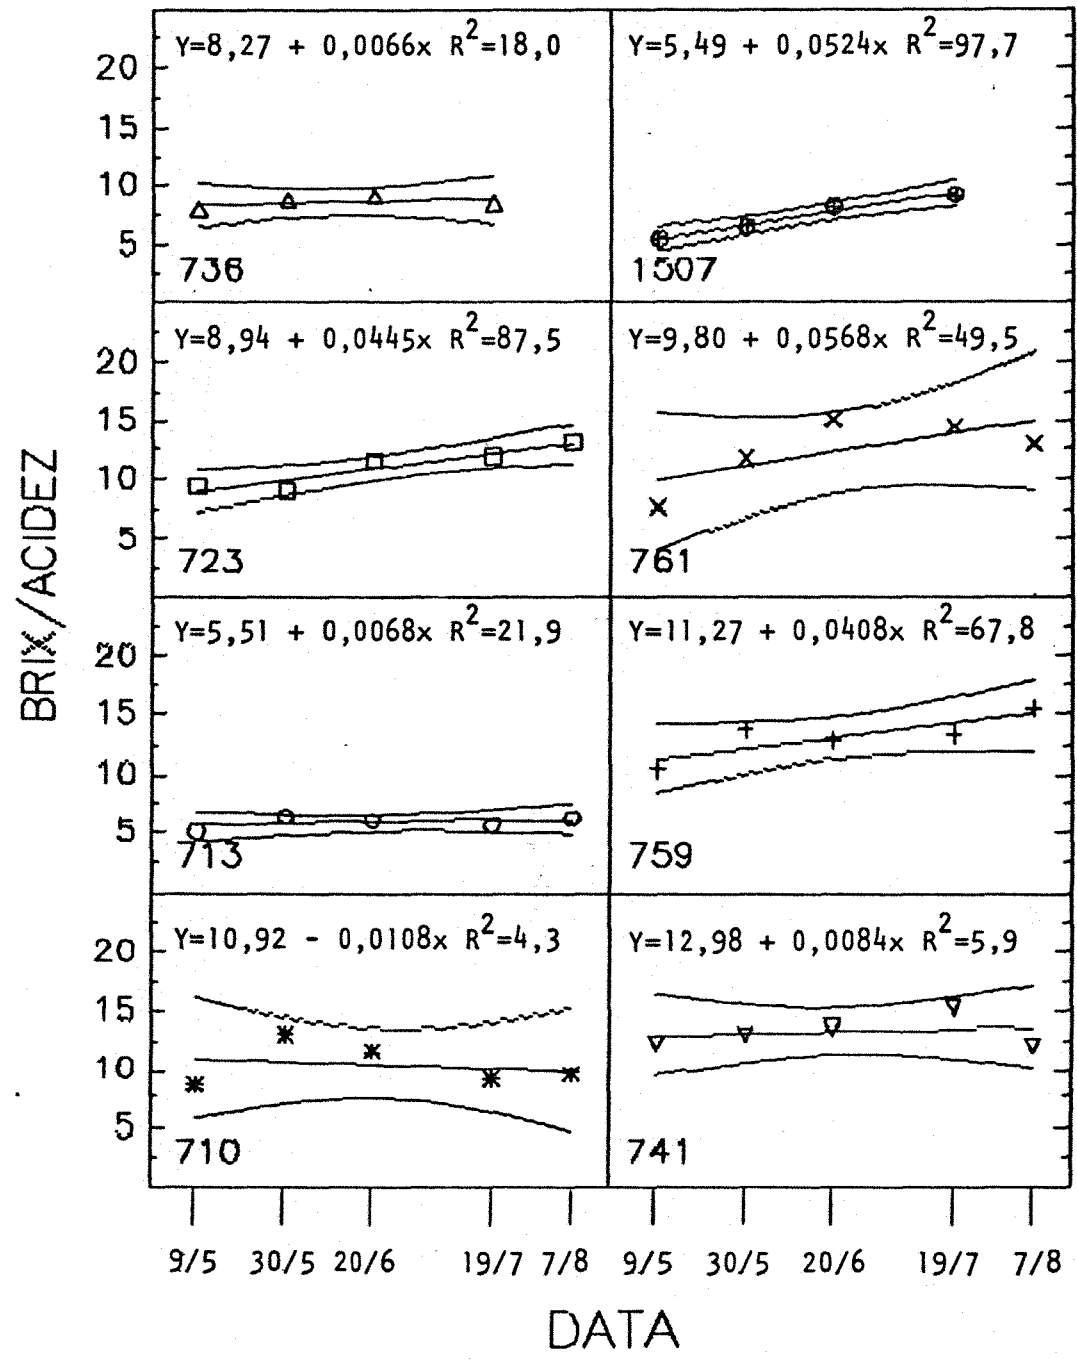 Y=8,27 + 0,0066x R²=18,0
Y=5,49 + 0,0524x R²=97,7
20
15
10
5
736
1507
Y=8,94 + 0,0445x R²=87,5
Y=9,80 + 0,0568x R²=49,5
20
15
10
5
723
761
BRIX/ACIDEZ
Y=5,51 + 0,0068x R²=21,9
Y=11,27 + 0,0408x R²=67,8
20
15
10
5
713
759
Y=10,92 - 0,0108x R²=4,3
Y=12,98 + 0,0084x R²=5,9
20
15
10
5
710
741
9/5 30/5 20/6 19/7 7/8 9/5 30/5 20/6 19/7 7/8
DATA